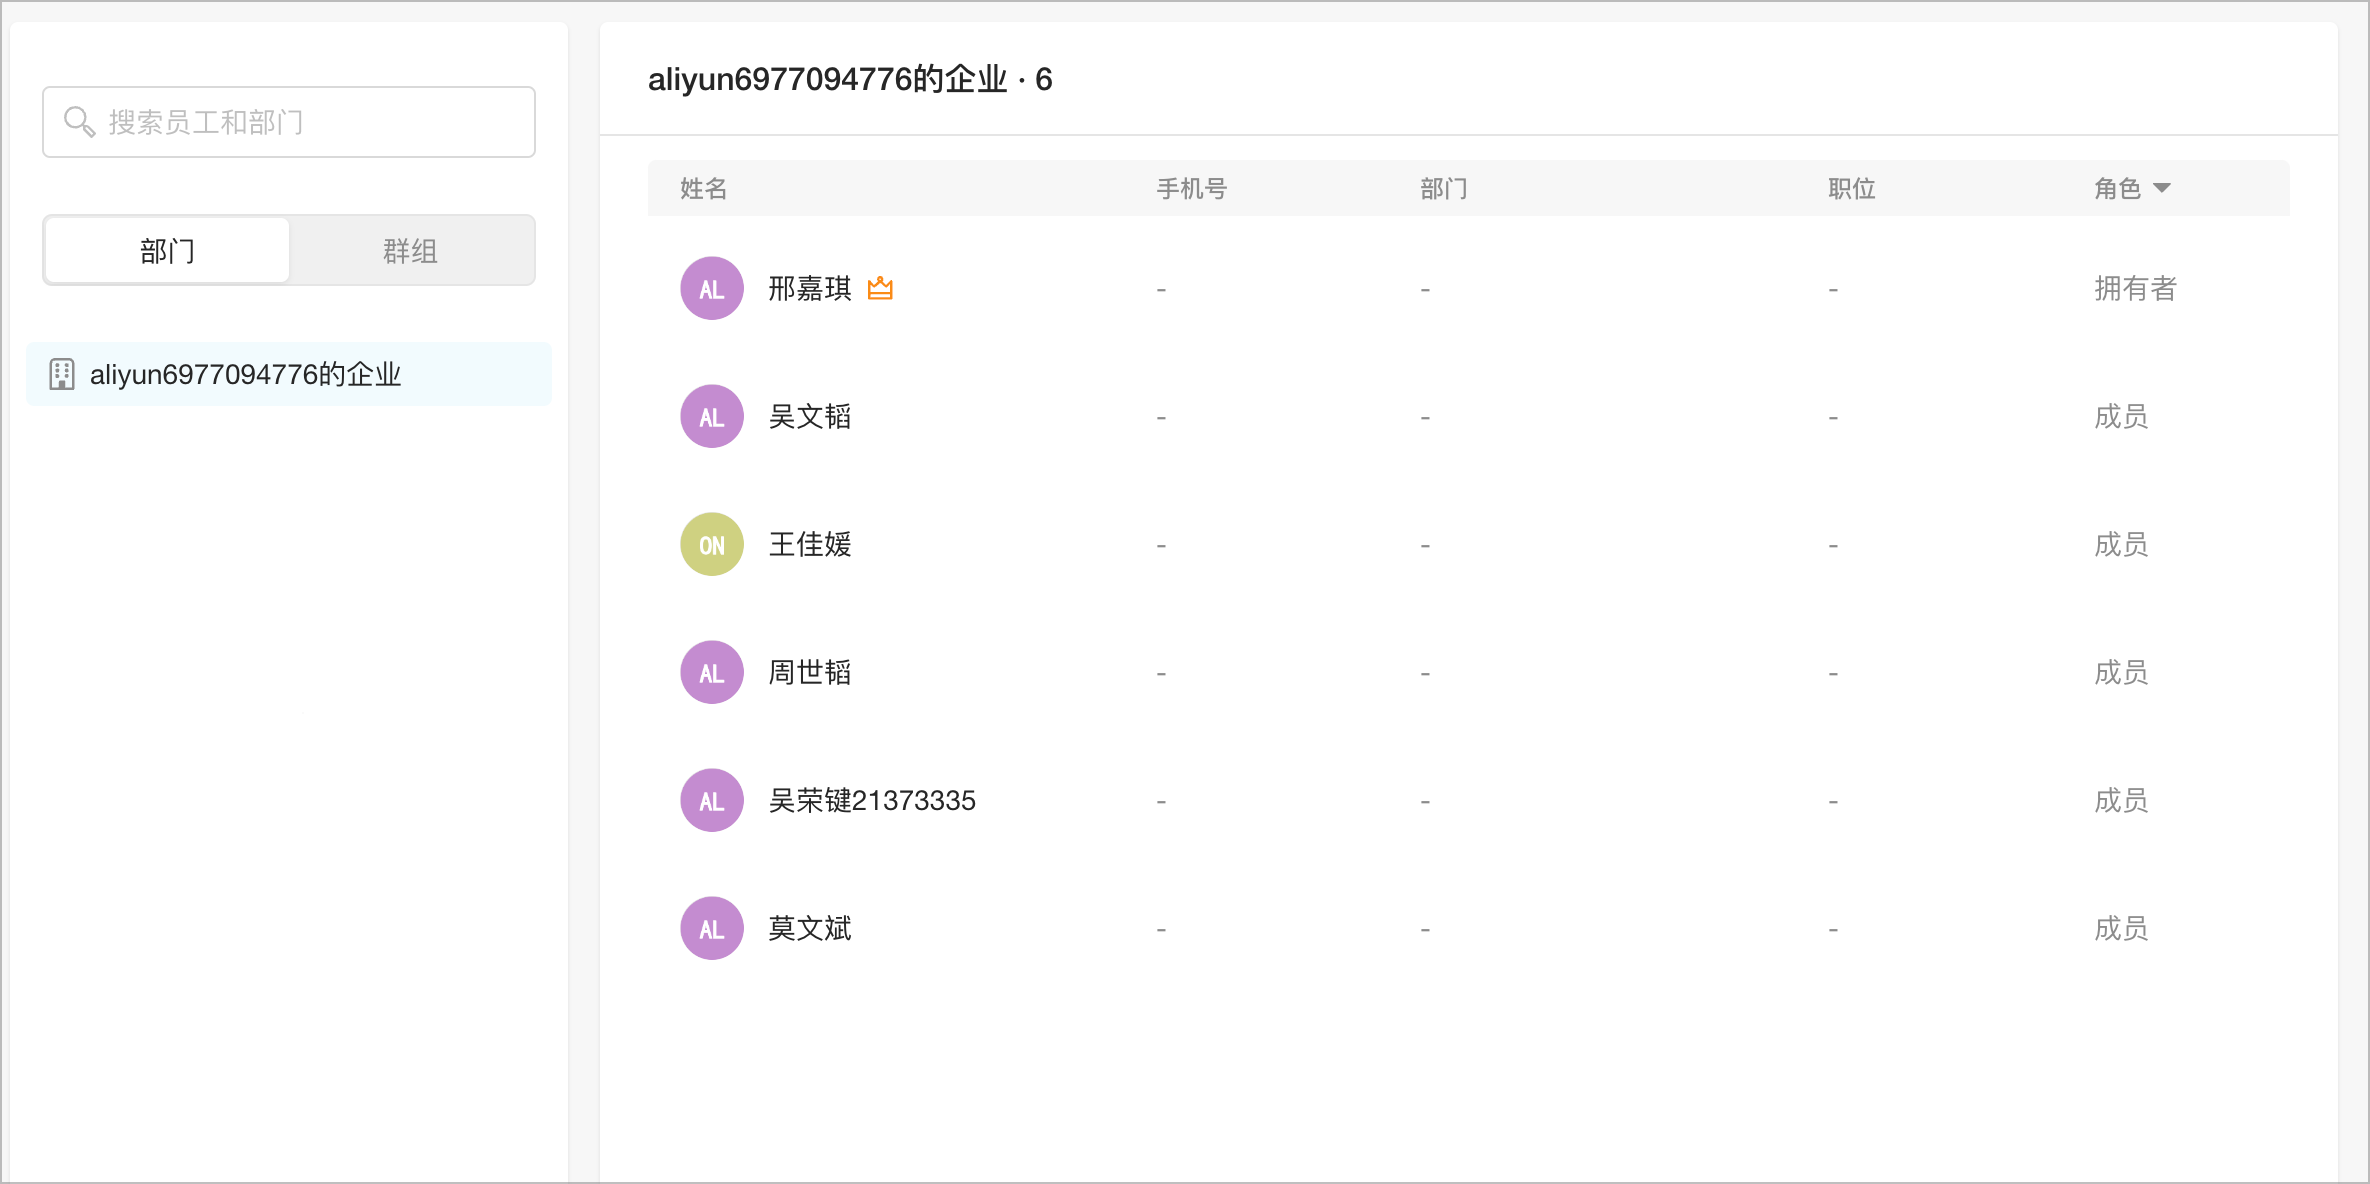 搜索员工和部门
部门 群组
aliyun6977094776的企业
aliyun6977094776的企业 · 6
姓名 手机号 部门 职位 角色
AL 邢嘉琪 - - - 拥有者
AL 吴文韬 - - - 成员
ON 王佳媛 - - - 成员
AL 周世韬 - - - 成员
AL 吴荣键21373335 - - - 成员
AL 莫文斌 - - - 成员